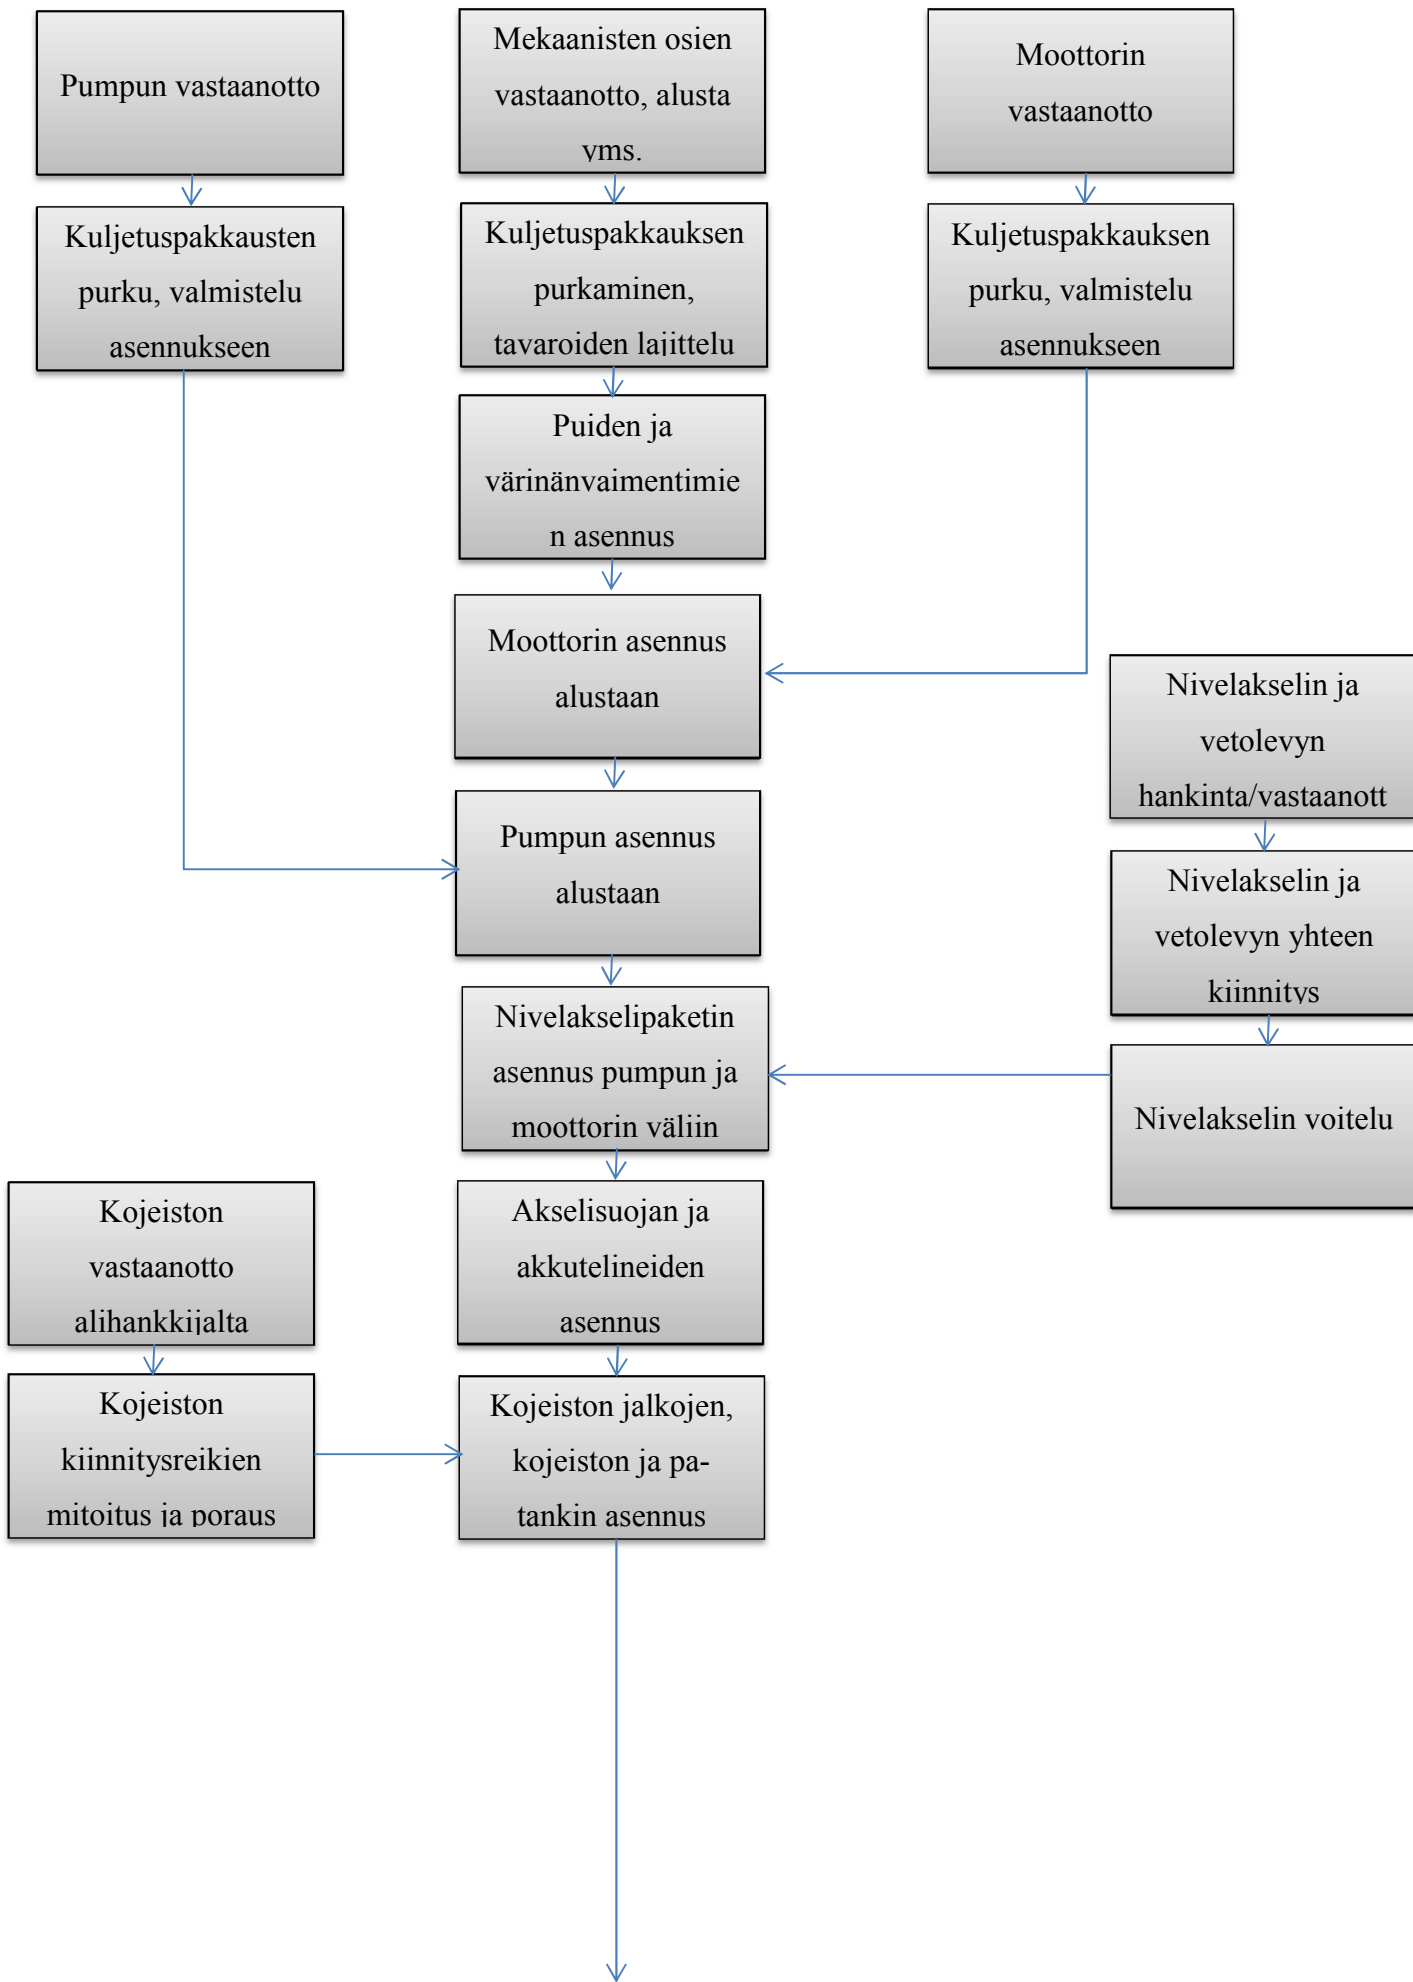 Pumpun vastaanotto
Mekaanisten osien
vastaanotto, alusta
yms.
Moottorin
vastaanotto
Kuljetuspakkausten
purku, valmistelu
asennukseen
Kuljetuspakkauksen
purkaminen,
tavaroiden lajittelu
Kuljetuspakkauksen
purku, valmistelu
asennukseen
Puiden ja
värinänvaimentimie
n asennus
Moottorin asennus
alustaan
Nivelakselin ja
vetolevyn
hankinta/vastaanott
Pumpun asennus
alustaan
Nivelakselin ja
vetolevyn yhteen
kiinnitys
Nivelakselipaketin
asennus pumpun ja
moottorin väliin
Nivelakselin voitelu
Kojeiston
vastaanotto
alihankkijalta
Akselisuojan ja
akkutelineiden
asennus
Kojeiston
kiinnitysreikien
mitoitus ja poraus
Kojeiston jalkojen,
kojeiston ja pa-
tankin asennus